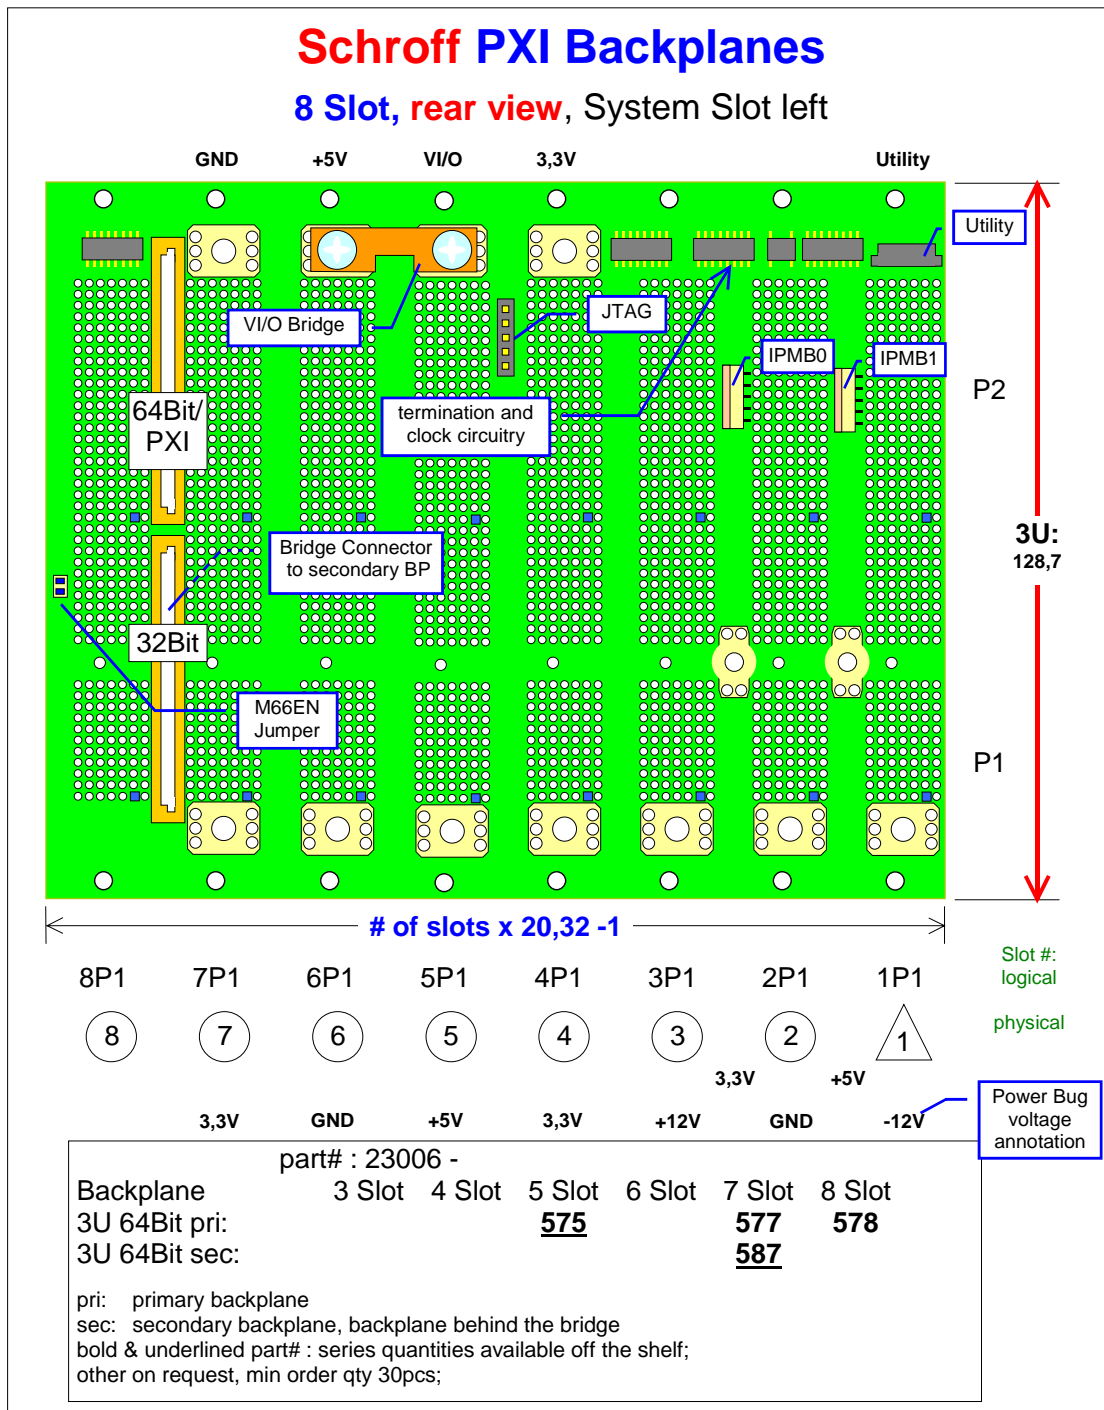 Schroff PXI Backplanes
8 Slot, rear view, System Slot left
GND +5V VI/O 3,3V Utility
Utility
VI/O Bridge
JTAG
IPMB0
IPMB1
64Bit/
PXI
termination and
clock circuitry
P2
3U:
128,7
Bridge Connector
to secondary BP
32Bit
M66EN
Jumper
P1
# of slots x 20,32 -1
8P1 7P1 6P1 5P1 4P1 3P1 2P1 1P1
Slot #:
logical
8 7 6 5 4 3 2 1
physical
3,3V +5V
3,3V GND +5V 3,3V +12V GND -12V
Power Bug
voltage
annotation
part# : 23006 -
Backplane 3 Slot 4 Slot 5 Slot 6 Slot 7 Slot 8 Slot
3U 64Bit pri: 575 577 578
3U 64Bit sec: 587
pri: primary backplane
sec: secondary backplane, backplane behind the bridge
bold & underlined part# : series quantities available off the shelf;
other on request, min order qty 30pcs;